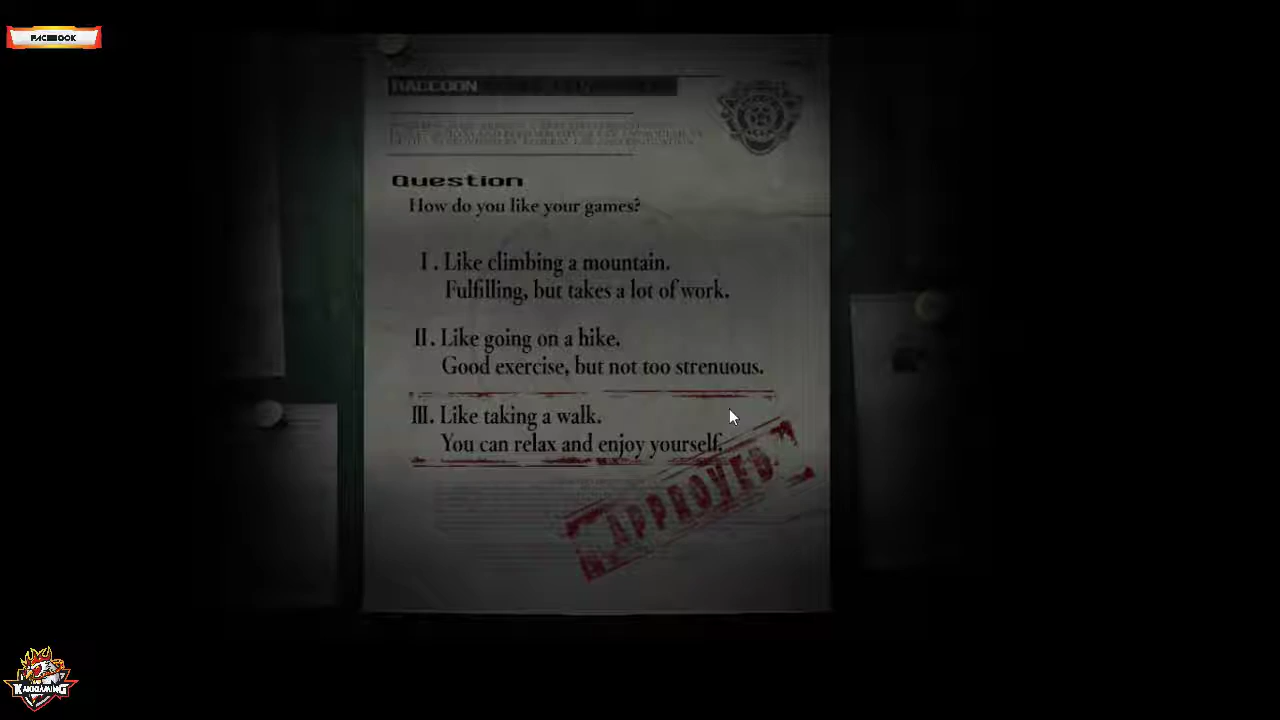 FACEBOOK
RACCOON
Question
How do you like your games?
I. Like climbing a mountain.
Fulfilling, but takes a lot of work.
II. Like going on a hike.
Good exercise, but not too strenuous.
III. Like taking a walk.
You can relax and enjoy yourself.
APPROVED